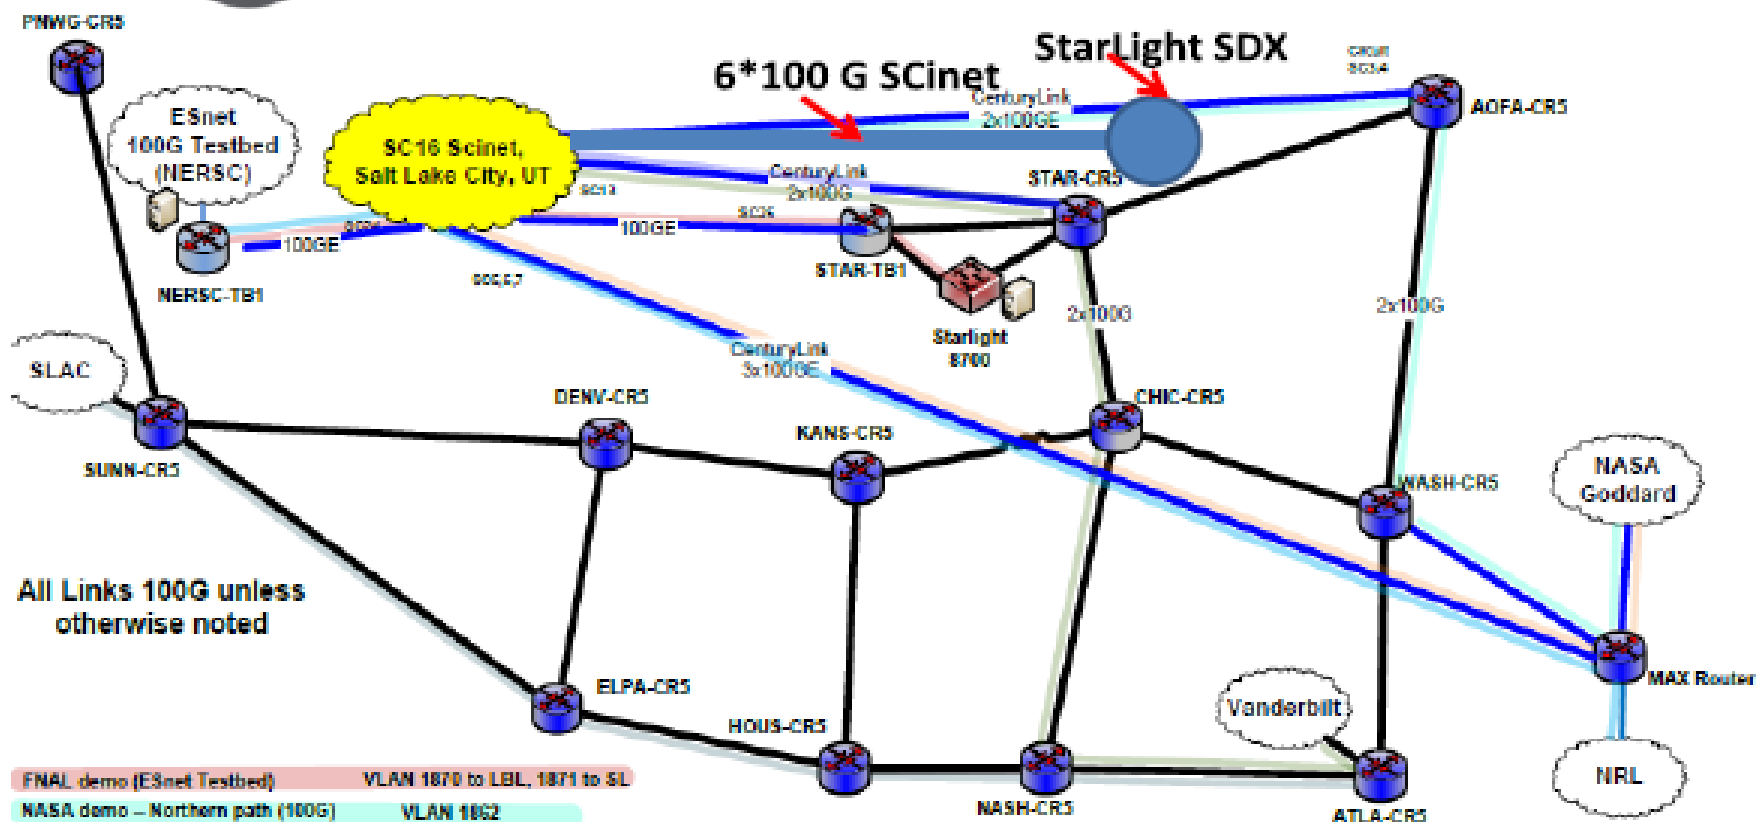 PNWG-CR5
StarLight SDX
6*100 G SCinet
CenturyLink
2x100GE
AOFA-CR5
ESnet
100G Testbed
(NERSC)
SC16 Scinet,
Salt Lake City, UT
CenturyLink
2x100G
STAR-CR5
SC13
100GE
100GE
STAR-TB1
NERSC-TB1
Starlight
8700
2x100G
2x100G
CenturyLink
3x100GE
SLAC
SUNN-CR5
DENV-CR5
KANS-CR5
CHIC-CR5
WASH-CR5
NASA
Goddard
All Links 100G unless
otherwise noted
ELPA-CR5
HOUS-CR5
Vanderbilt
MAX Router
NRL
NASH-CR5
ATLA-CR5
FNAL demo (ESnet Testbed) VLAN 1870 to LBL, 1871 to SL
NASA demo – Northern path (100G) VLAN 1862